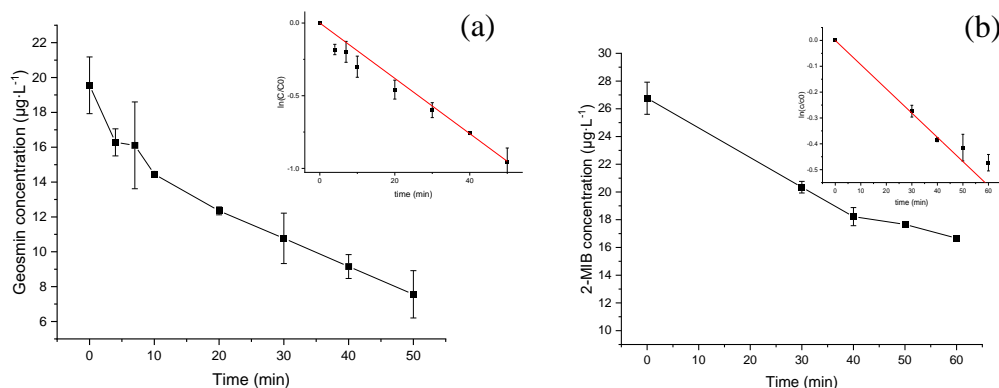 (a)
Geosmin concentration (µg·L⁻¹)
22
20
18
16
14
12
10
8
6
0 10 20 30 40 50
Time (min)
ln(C/C0)
0.0
-0.5
-1.0
0 20 40
time (min)
(b)
2-MIB concentration (µg·L⁻¹)
30
28
26
24
22
20
18
16
14
12
10
0 10 20 30 40 50 60
Time (min)
ln(c/c0)
0.0
-0.1
-0.2
-0.3
-0.4
-0.5
0 10 20 30 40 50 60
time (min)